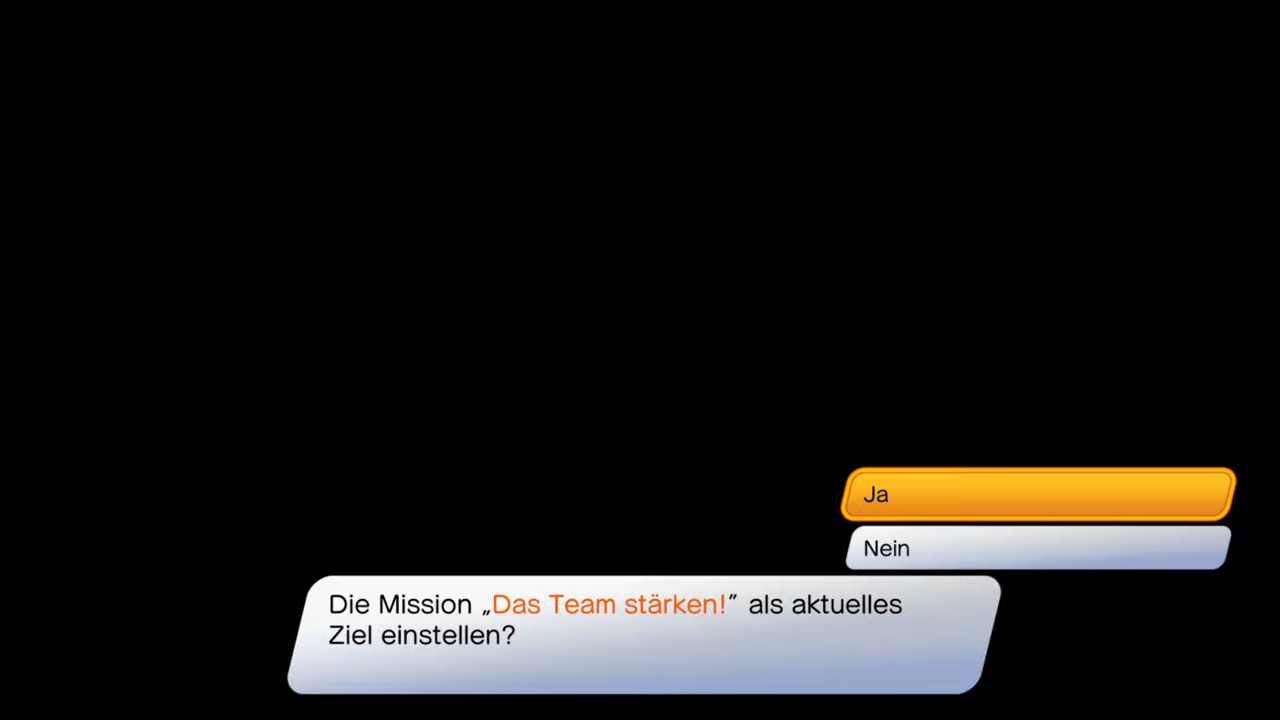 Ja
Nein
Die Mission „Das Team stärken!” als aktuelles
Ziel einstellen?